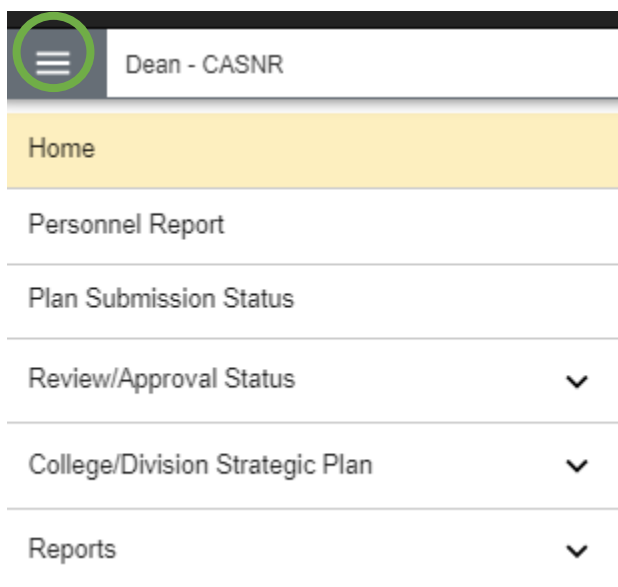 Dean - CASNR
Home
Personnel Report
Plan Submission Status
Review/Approval Status
College/Division Strategic Plan
Reports